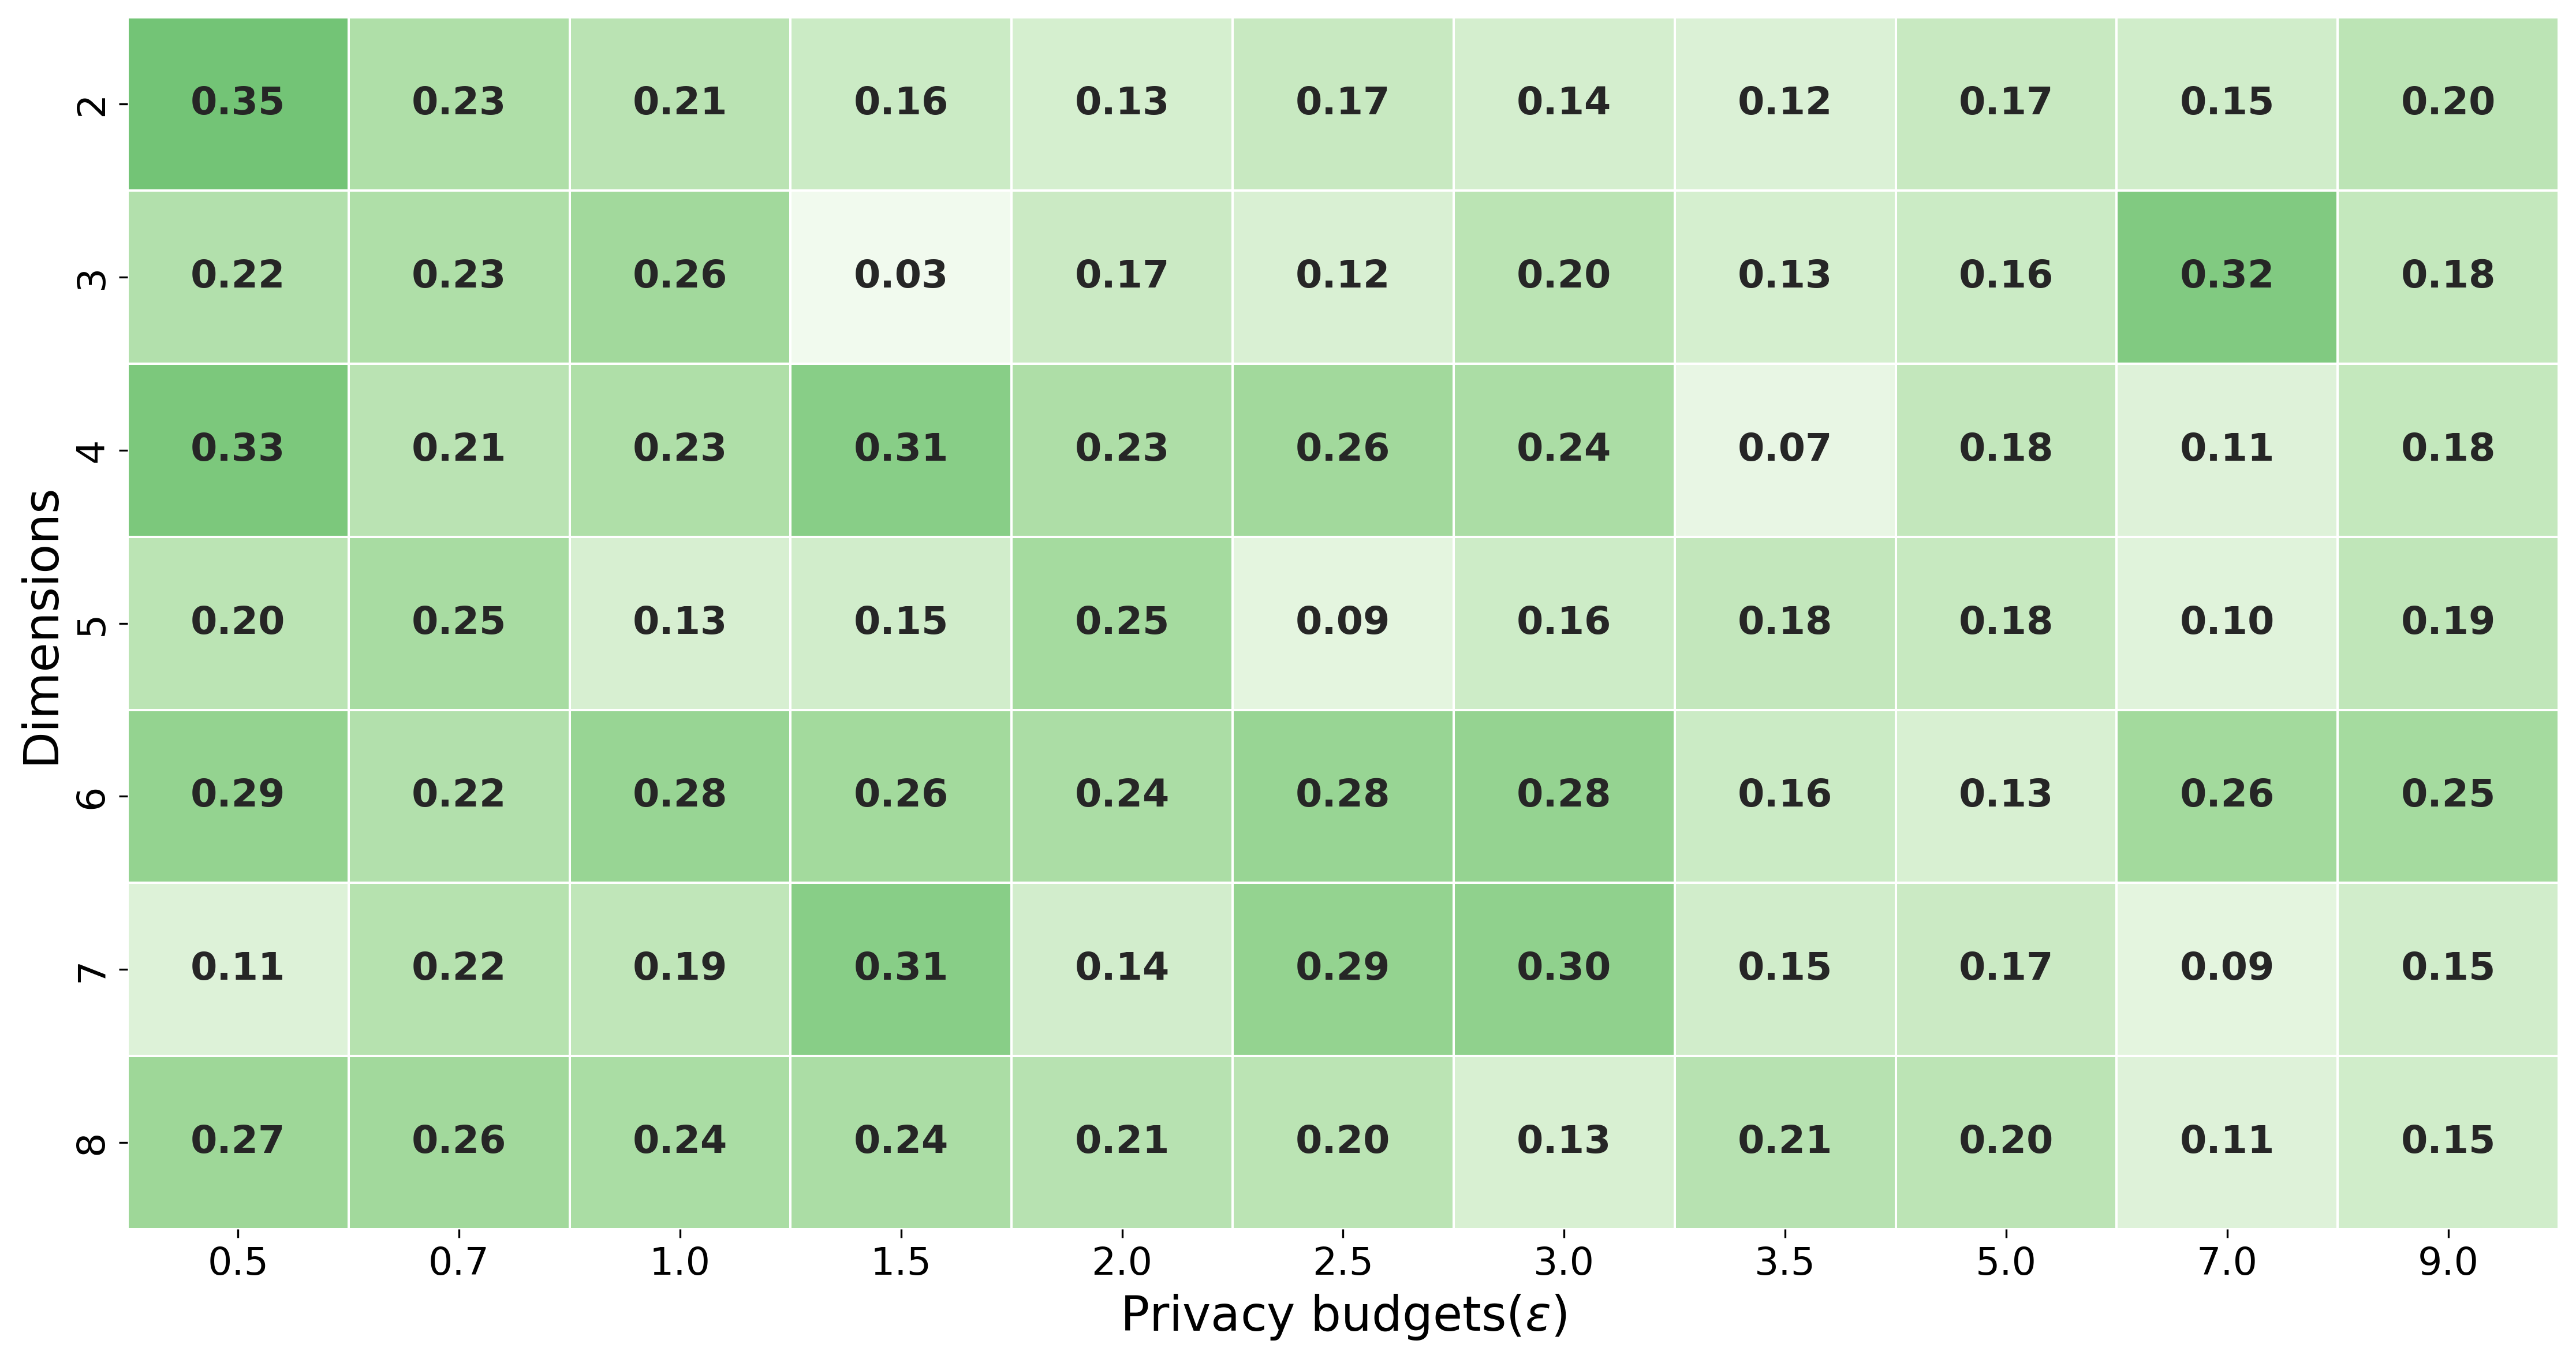 2 0.35 0.23 0.21 0.16 0.13 0.17 0.14 0.12 0.17 0.15 0.20
3 0.22 0.23 0.26 0.03 0.17 0.12 0.20 0.13 0.16 0.32 0.18
4 0.33 0.21 0.23 0.31 0.23 0.26 0.24 0.07 0.18 0.11 0.18
5 0.20 0.25 0.13 0.15 0.25 0.09 0.16 0.18 0.18 0.10 0.19
6 0.29 0.22 0.28 0.26 0.24 0.28 0.28 0.16 0.13 0.26 0.25
7 0.11 0.22 0.19 0.31 0.14 0.29 0.30 0.15 0.17 0.09 0.15
8 0.27 0.26 0.24 0.24 0.21 0.20 0.13 0.21 0.20 0.11 0.15
0.5 0.7 1.0 1.5 2.0 2.5 3.0 3.5 5.0 7.0 9.0
Dimensions
Privacy budgets(ε)